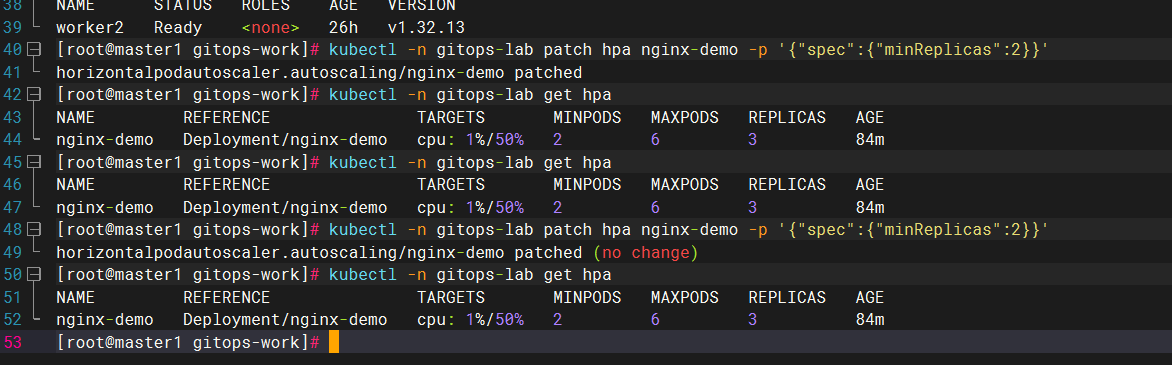 38 NAME      STATUS   ROLES    AGE   VERSION
39 worker2   Ready    <none>   26h   v1.32.13
40 [root@master1 gitops-work]# kubectl -n gitops-lab patch hpa nginx-demo -p '{"spec":{"minReplicas":2}}'
41 horizontalpodautoscaler.autoscaling/nginx-demo patched
42 [root@master1 gitops-work]# kubectl -n gitops-lab get hpa
43 NAME         REFERENCE               TARGETS       MINPODS   MAXPODS   REPLICAS   AGE
44 nginx-demo   Deployment/nginx-demo   cpu: 1%/50%   2         6         3          84m
45 [root@master1 gitops-work]# kubectl -n gitops-lab get hpa
46 NAME         REFERENCE               TARGETS       MINPODS   MAXPODS   REPLICAS   AGE
47 nginx-demo   Deployment/nginx-demo   cpu: 1%/50%   2         6         3          84m
48 [root@master1 gitops-work]# kubectl -n gitops-lab patch hpa nginx-demo -p '{"spec":{"minReplicas":2}}'
49 horizontalpodautoscaler.autoscaling/nginx-demo patched (no change)
50 [root@master1 gitops-work]# kubectl -n gitops-lab get hpa
51 NAME         REFERENCE               TARGETS       MINPODS   MAXPODS   REPLICAS   AGE
52 nginx-demo   Deployment/nginx-demo   cpu: 1%/50%   2         6         3          84m
53 [root@master1 gitops-work]#